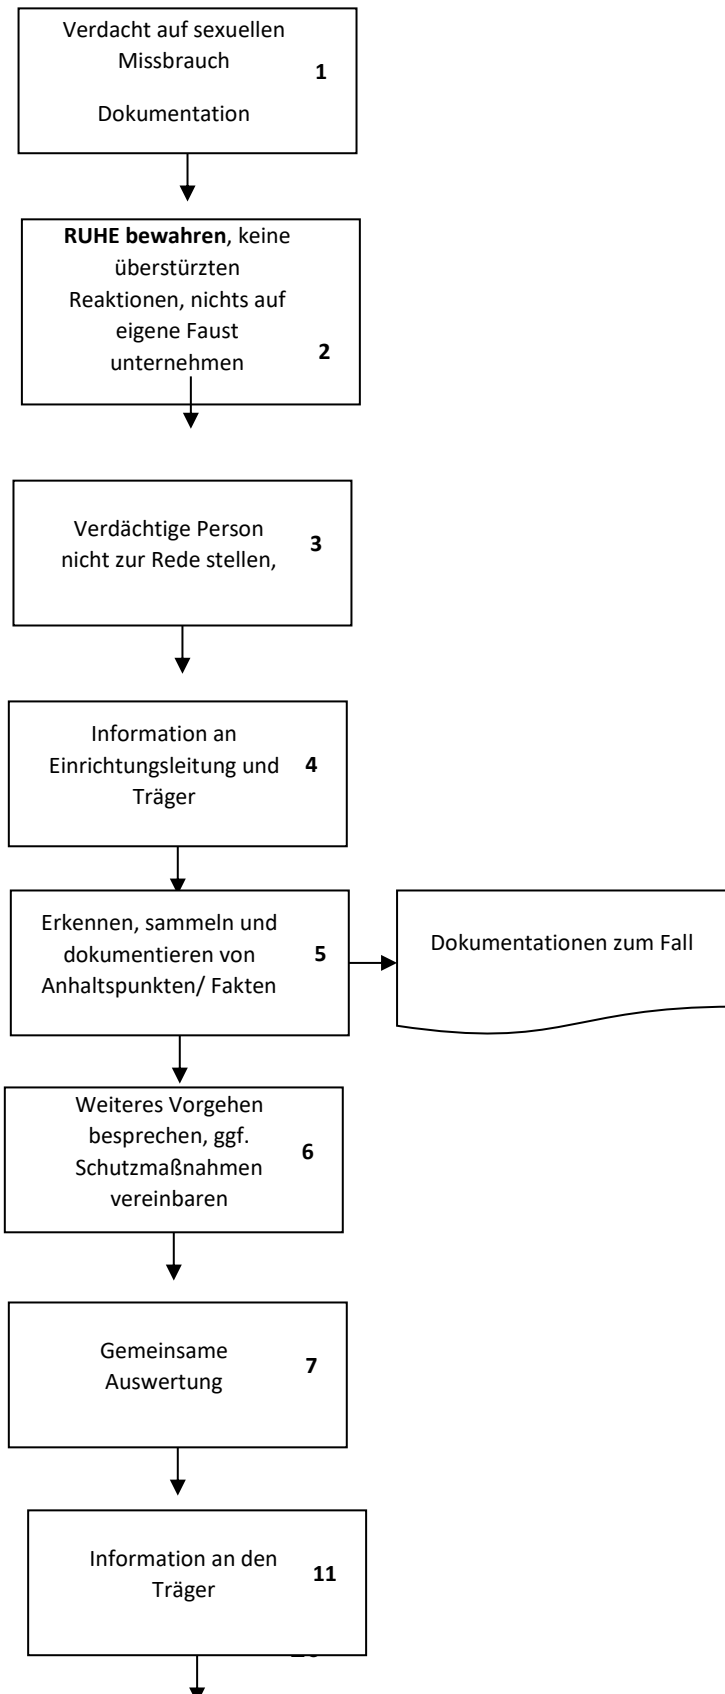 Verdacht auf sexuellen
Missbrauch
1
Dokumentation
RUHE bewahren, keine
überstürzten
Reaktionen, nichts auf
eigene Faust
2
unternehmen
Verdächtige Person
3
nicht zur Rede stellen,
Information an
Einrichtungsleitung und
4
Träger
Erkennen, sammeln und
dokumentieren von
5
Anhaltspunkten/ Fakten
Dokumentationen zum Fall
Weiteres Vorgehen
besprechen, ggf.
6
Schutzmaßnahmen
vereinbaren
Gemeinsame
7
Auswertung
Information an den
11
Träger